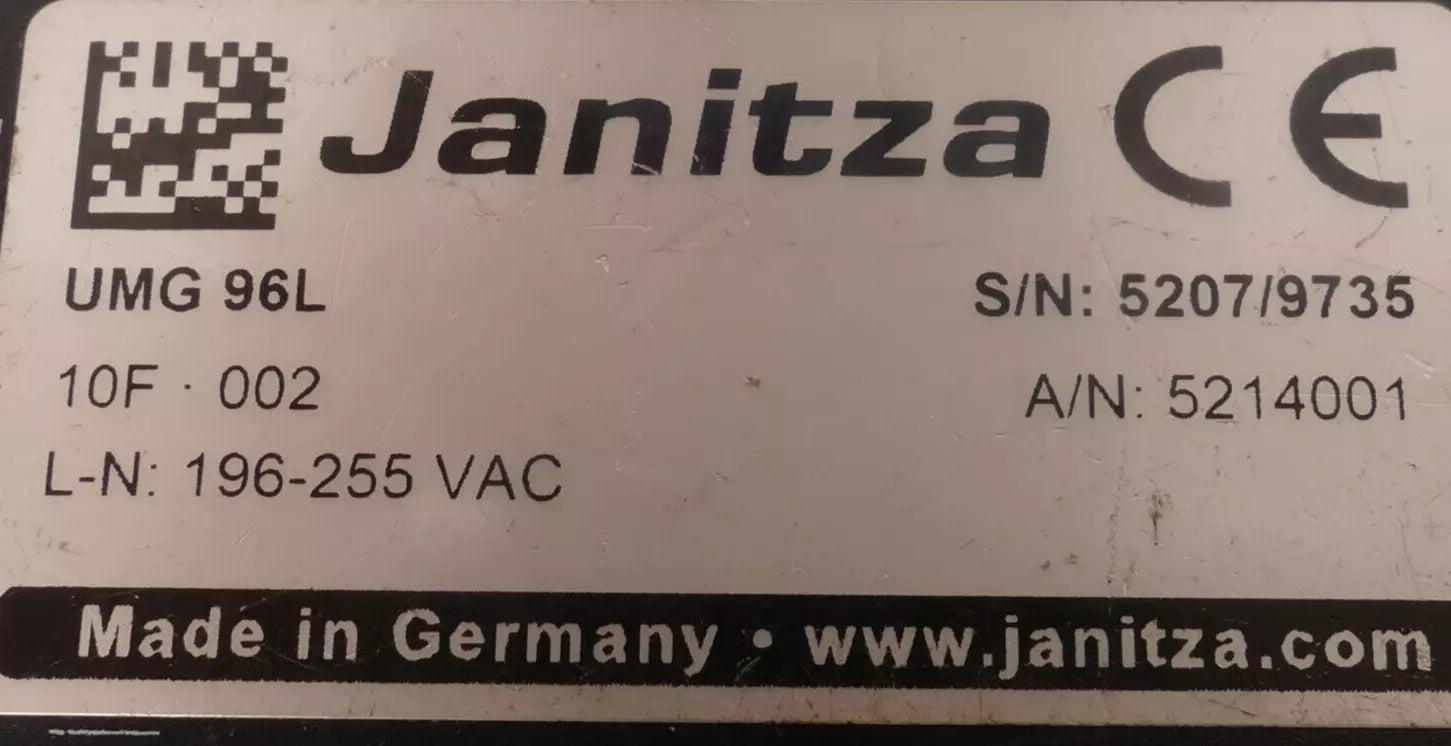 Janitza CE
UMG 96L
S/N: 5207/9735
10F · 002
A/N: 5214001
L-N: 196-255 VAC
Made in Germany · www.janitza.com